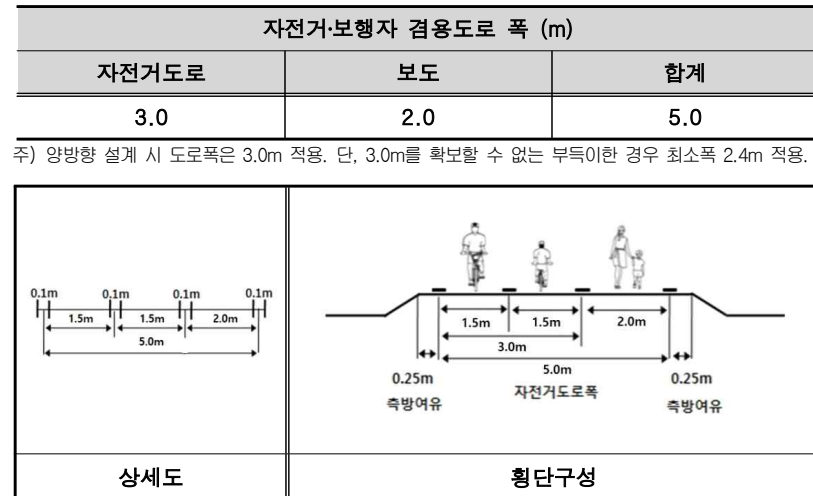 자전거·보행자 겸용도로 폭 (m)
자전거도로 보도 합계
3.0 2.0 5.0
주) 양방향 설계 시 도로폭은 3.0m 적용. 단, 3.0m를 확보할 수 없는 부득이한 경우 최소폭 2.4m 적용.
0.1m 0.1m 0.1m 0.1m
1.5m 1.5m 2.0m
5.0m
1.5m 1.5m 2.0m
3.0m
5.0m
0.25m 자전거도로폭 0.25m
측방여유 측방여유
상세도 횡단구성